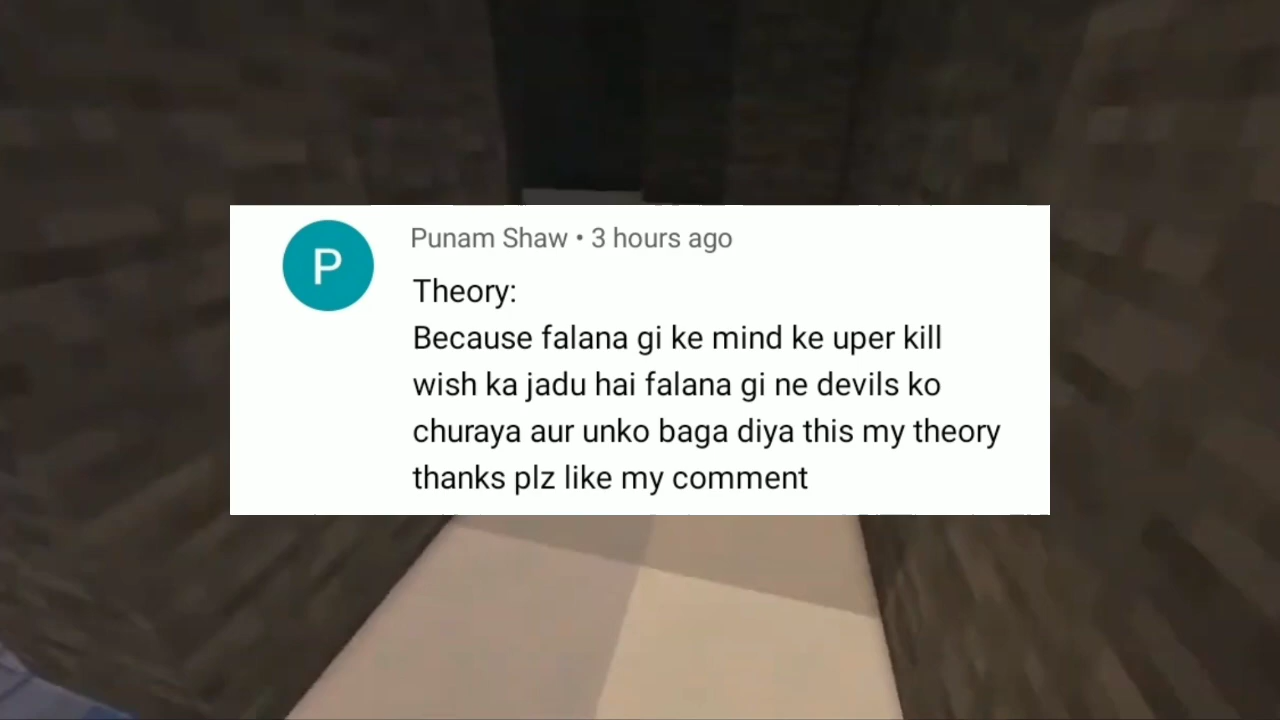 P
Punam Shaw • 3 hours ago
Theory:
Because falana gi ke mind ke uper kill
wish ka jadu hai falana gi ne devils ko
churaya aur unko baga diya this my theory
thanks plz like my comment